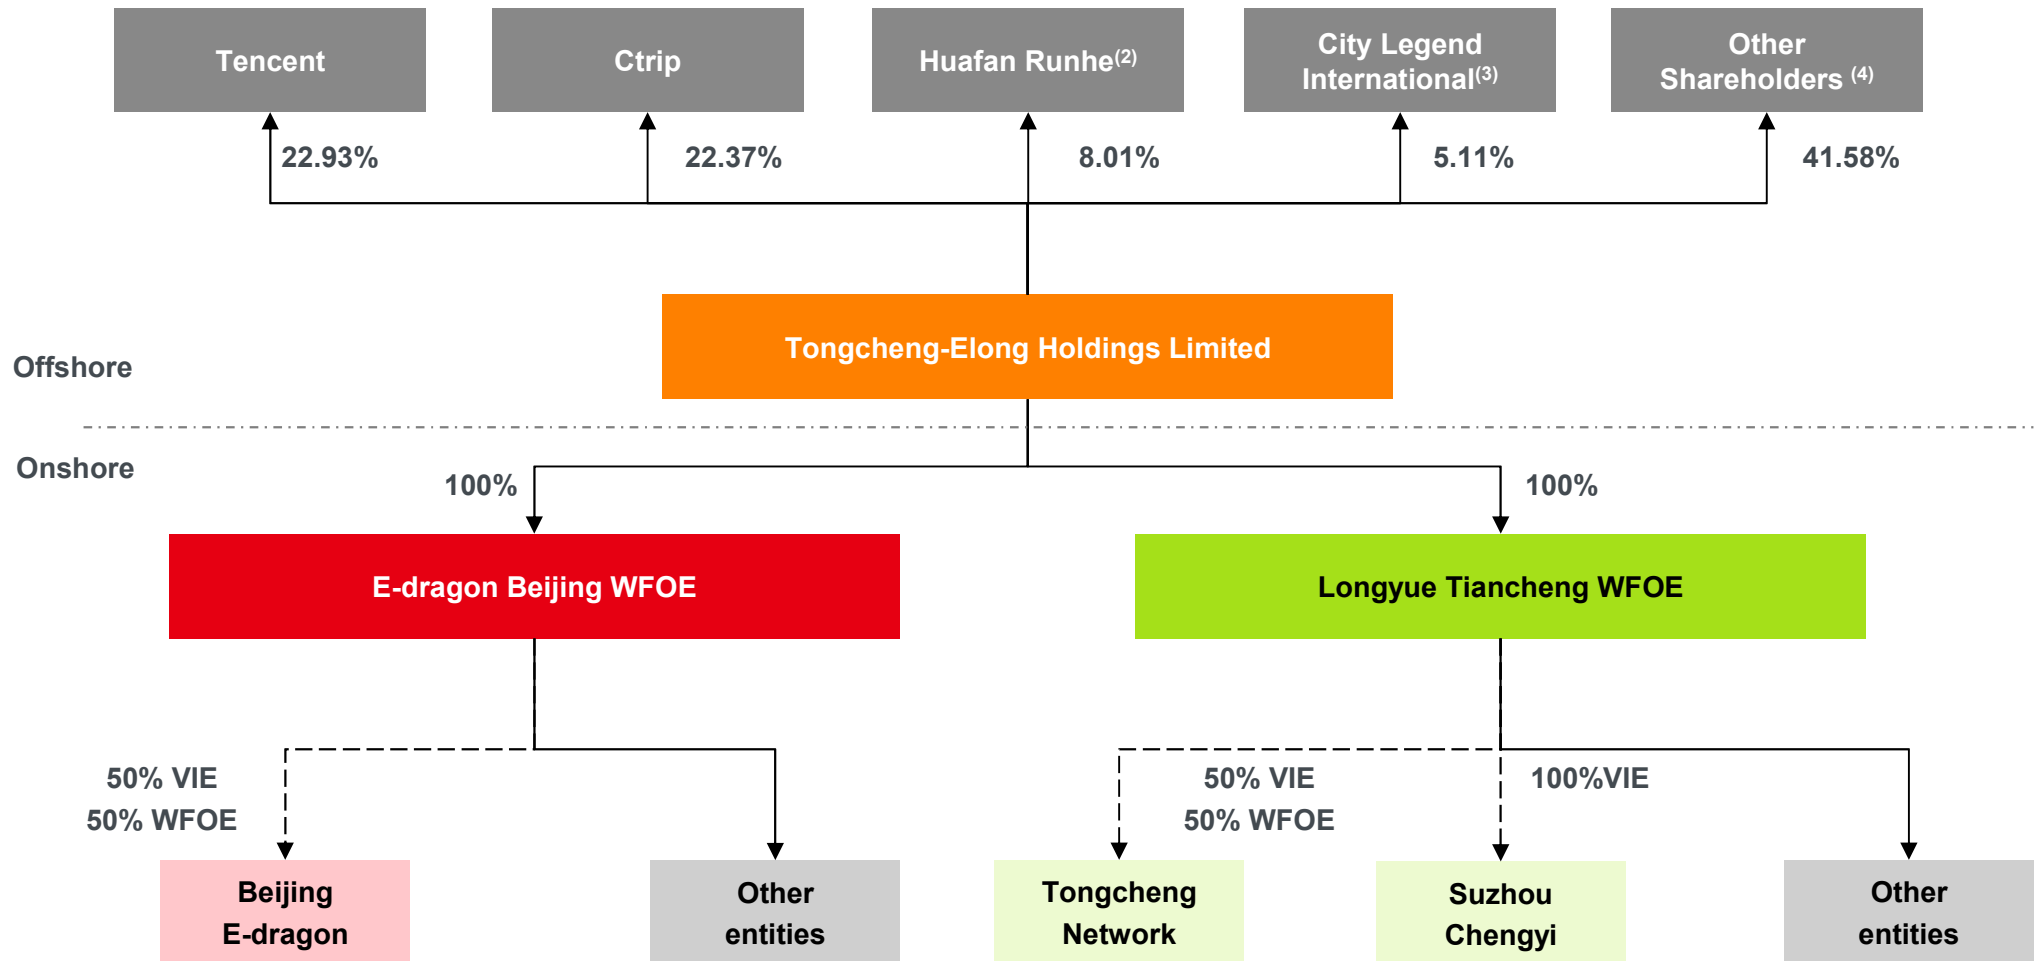 Tencent
Ctrip
Huafan Runhe(2)
City Legend
International(3)
Other
Shareholders (4)
22.93%
22.37%
8.01%
5.11%
41.58%
Tongcheng-Elong Holdings Limited
Offshore
Onshore
100%
100%
E-dragon Beijing WFOE
Longyue Tiancheng WFOE
50% VIE
50% WFOE
50% VIE
50% WFOE
100%VIE
Beijing
E-dragon
Other
entities
Tongcheng
Network
Suzhou
Chengyi
Other
entities